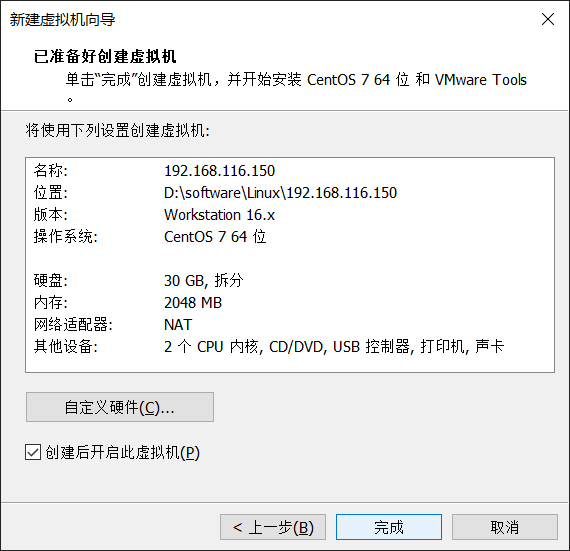 新建虚拟机向导
已准备好创建虚拟机
单击“完成”创建虚拟机，并开始安装 CentOS 7 64 位 和 VMware Tools
。
将使用下列设置创建虚拟机:
名称: 192.168.116.150
位置: D:\software\Linux\192.168.116.150
版本: Workstation 16.x
操作系统: CentOS 7 64 位
硬盘: 30 GB, 拆分
内存: 2048 MB
网络适配器: NAT
其他设备: 2 个 CPU 内核, CD/DVD, USB 控制器, 打印机, 声卡
自定义硬件(C)...
创建后开启此虚拟机(P)
< 上一步(B) 完成 取消